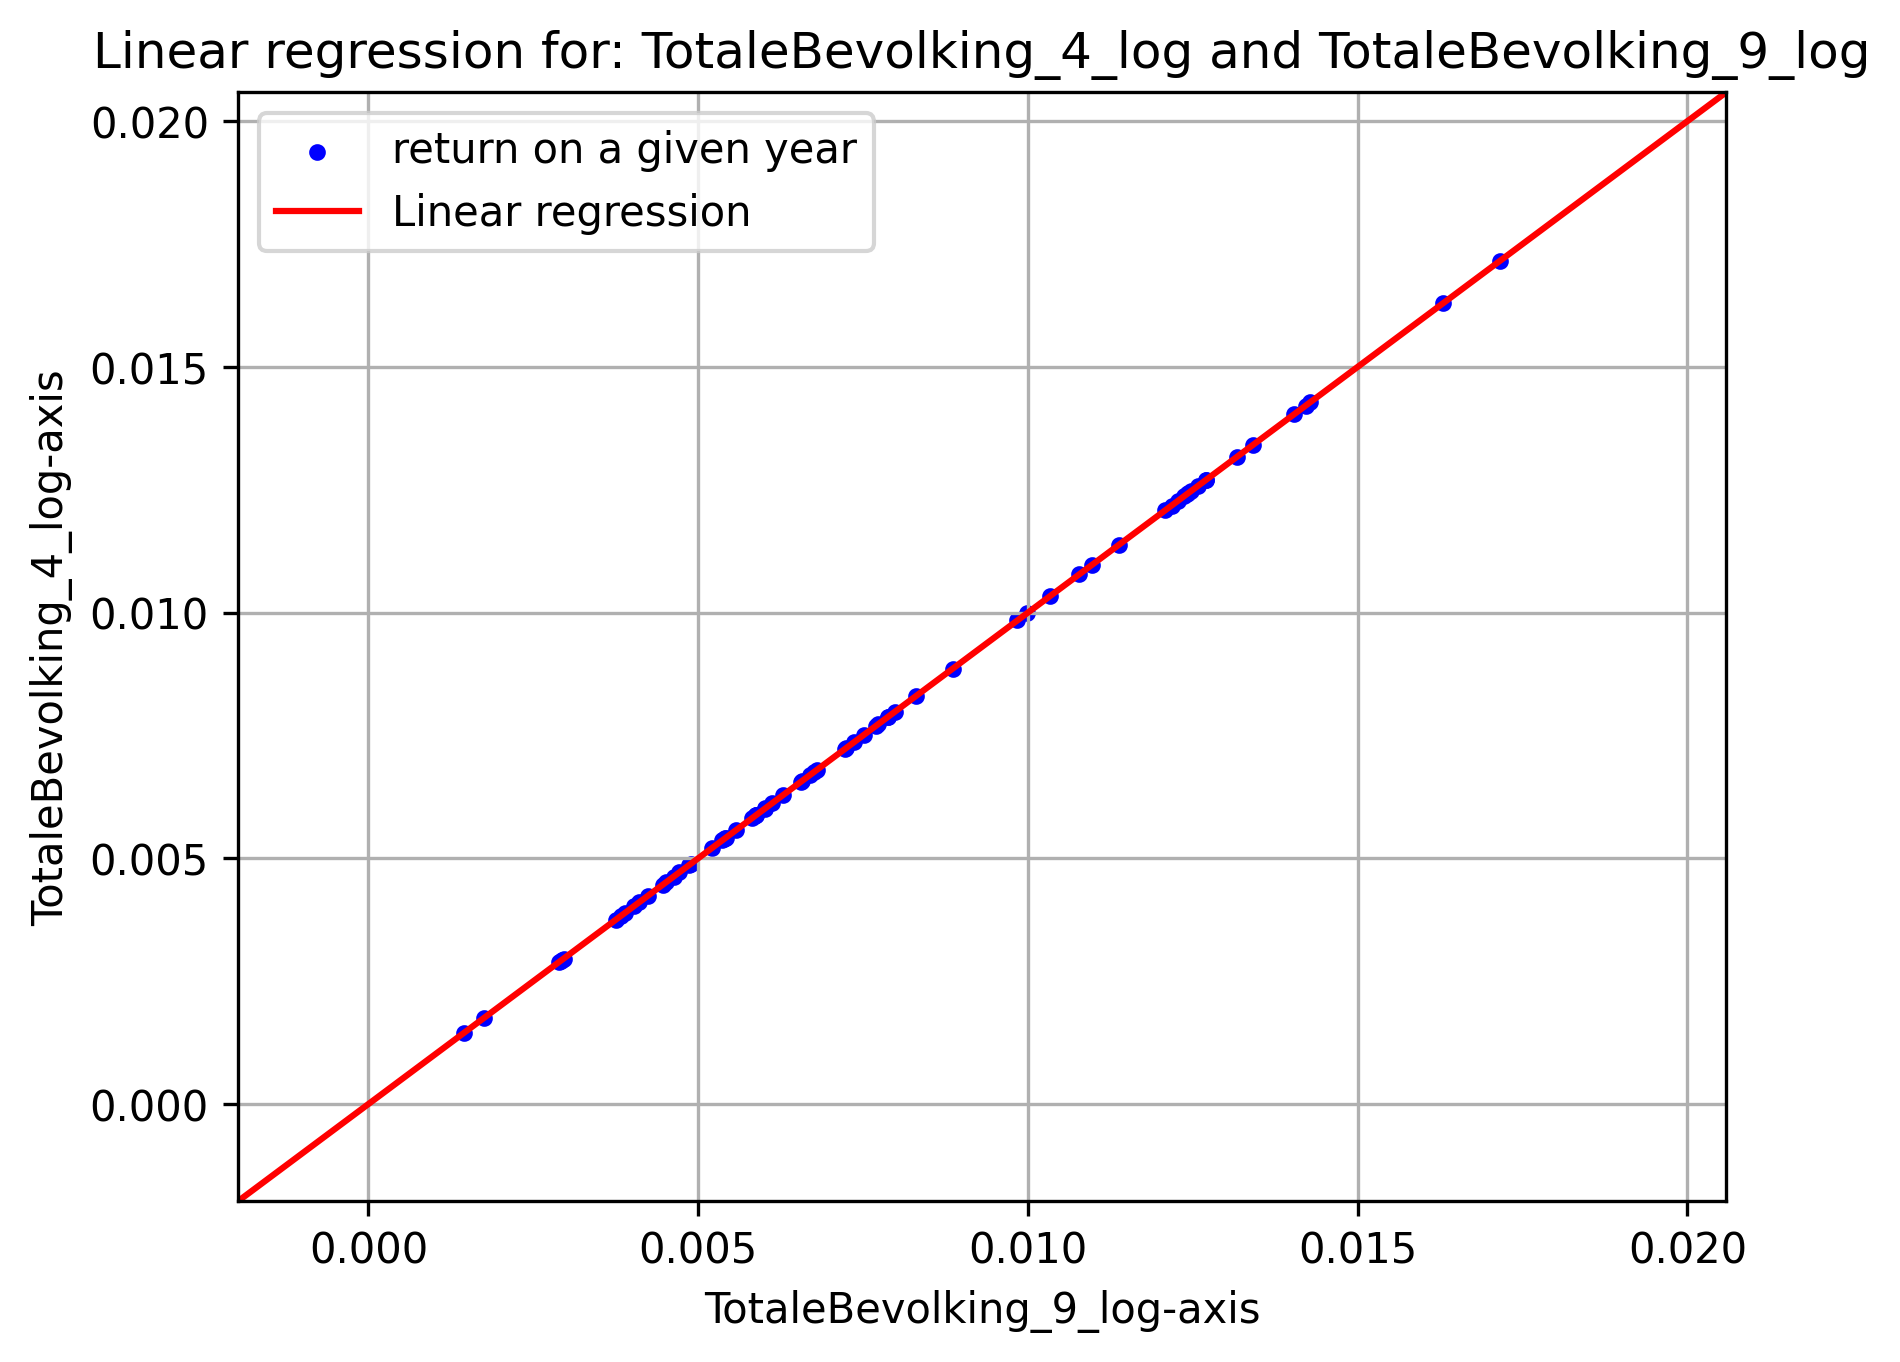 Linear regression for: TotaleBevolking_4_log and TotaleBevolking_9_log
return on a given year
Linear regression
TotaleBevolking_4_log-axis
0.020
0.015
0.010
0.005
0.000
0.000 0.005 0.010 0.015 0.020
TotaleBevolking_9_log-axis